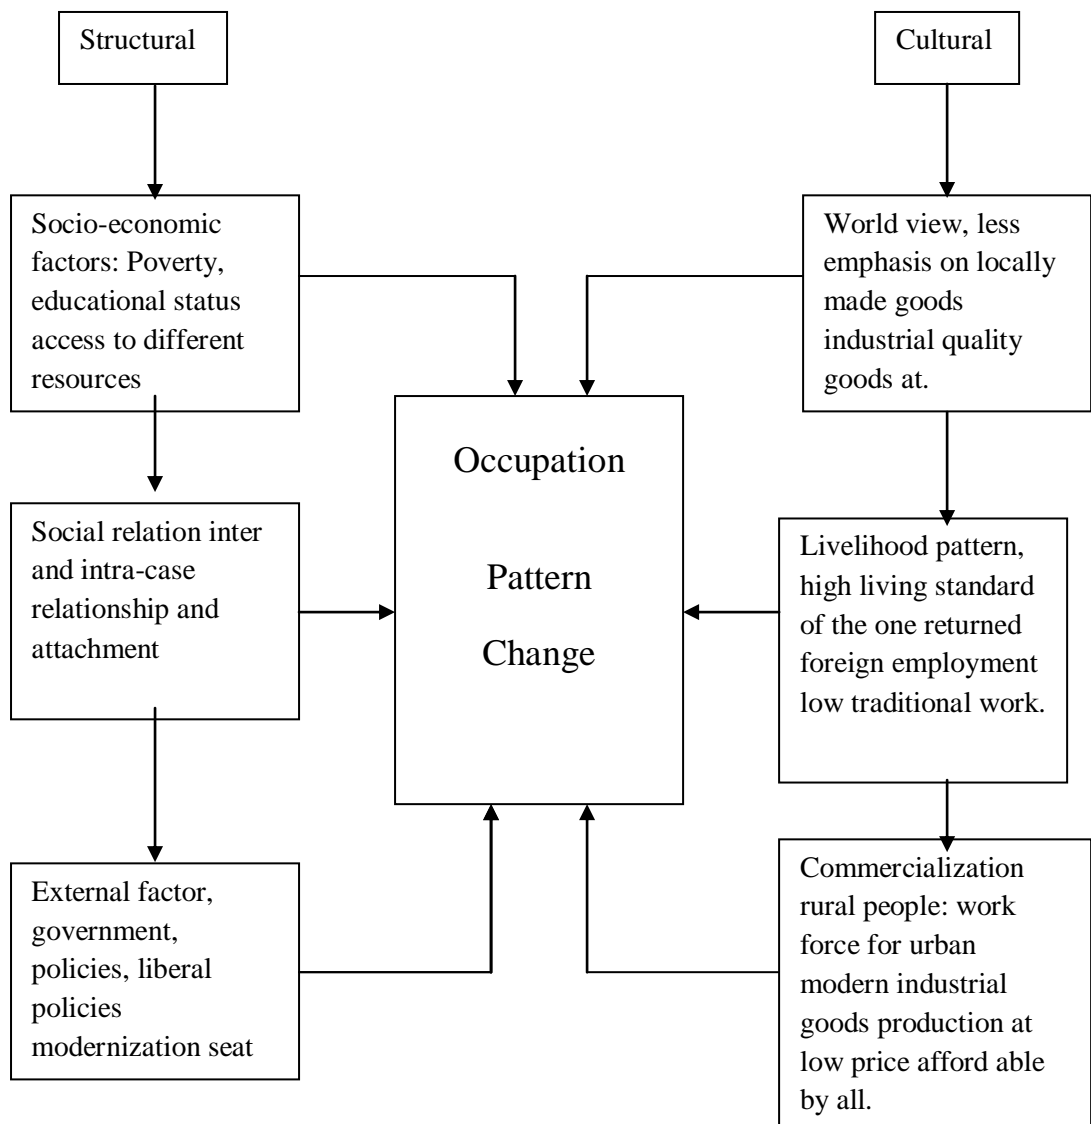 Structural
Cultural
Socio-economic
factors: Poverty,
educational status
access to different
resources
World view, less
emphasis on locally
made goods
industrial quality
goods at.
Occupation
Pattern
Change
Social relation inter
and intra-case
relationship and
attachment
Livelihood pattern,
high living standard
of the one returned
foreign employment
low traditional work.
External factor,
government,
policies, liberal
policies
modernization seat
Commercialization
rural people: work
force for urban
modern industrial
goods production at
low price afford able
by all.